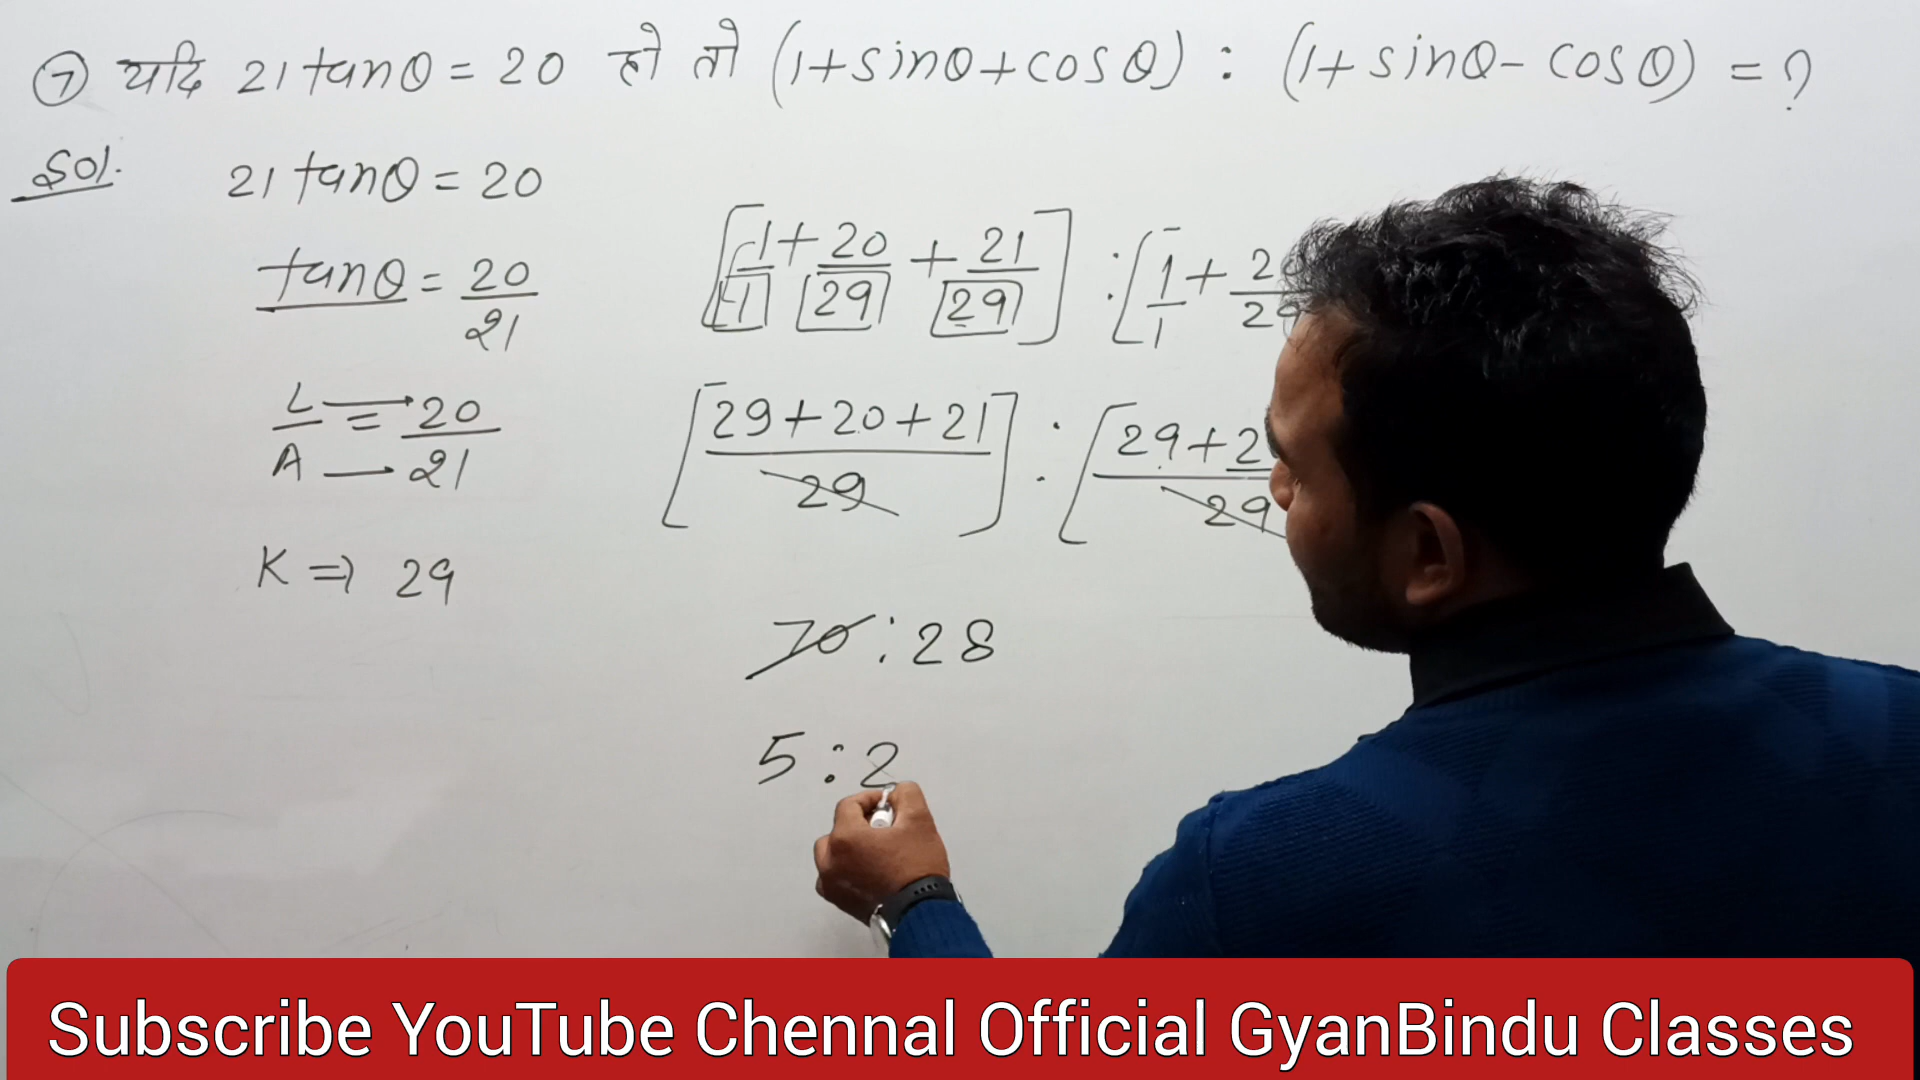 ⑦ यदि 21 tanθ = 20 हो तो (1+sinθ+cosθ) : (1+sinθ- cosθ) = ?
Sol. 21 tanθ = 20
tanθ = 20/21
L/A = 20/21
K ⇒ 29
[1/1 + 20/29 + 21/29] : [1/1 + 20/29
[29+20+21/29] : [29+2 /29
70 : 28
5 : 2
Subscribe YouTube Chennal Official GyanBindu Classes